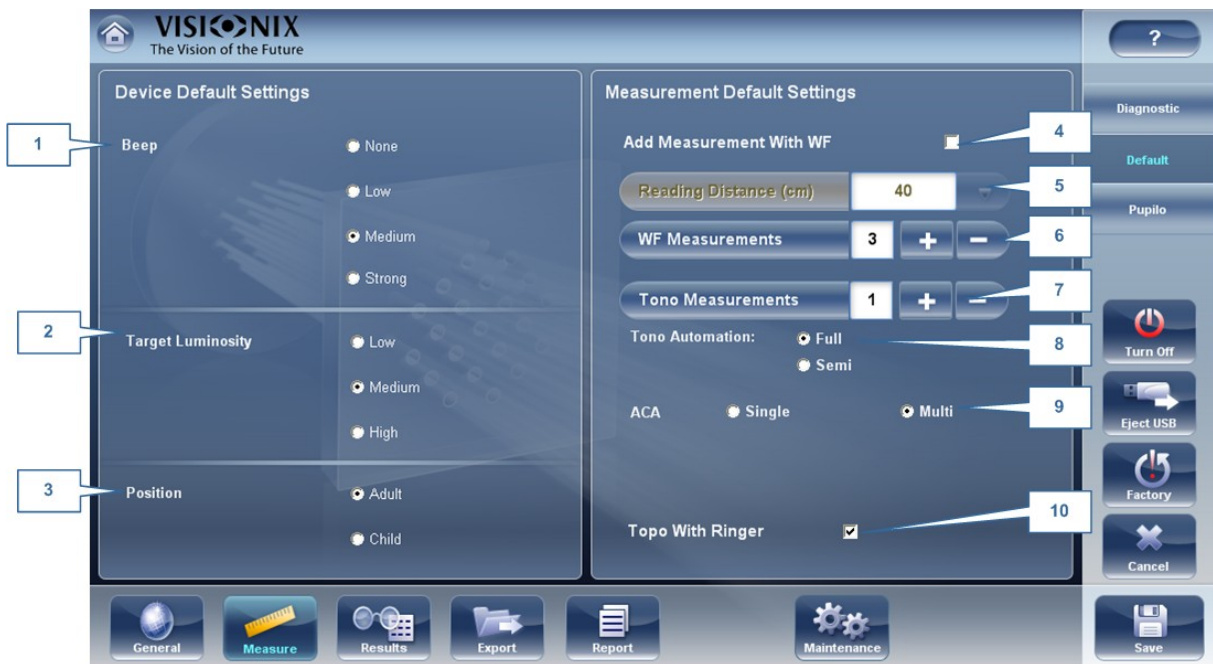 VISIONIX
The Vision of the Future
?
Device Default Settings
1
Beep
None
Low
Medium
Strong
2
Target Luminosity
Low
Medium
High
3
Position
Adult
Child
Measurement Default Settings
Add Measurement With WF
4
Reading Distance (cm)
40
5
WF Measurements
3
+
−
6
Tono Measurements
1
+
−
7
Tono Automation:
Full
8
Semi
ACA
Single
Multi
9
Topo With Ringer
10
Diagnostic
Default
Pupilo
Turn Off
Eject USB
Factory
Cancel
General
Measure
Results
Export
Report
Maintenance
Save